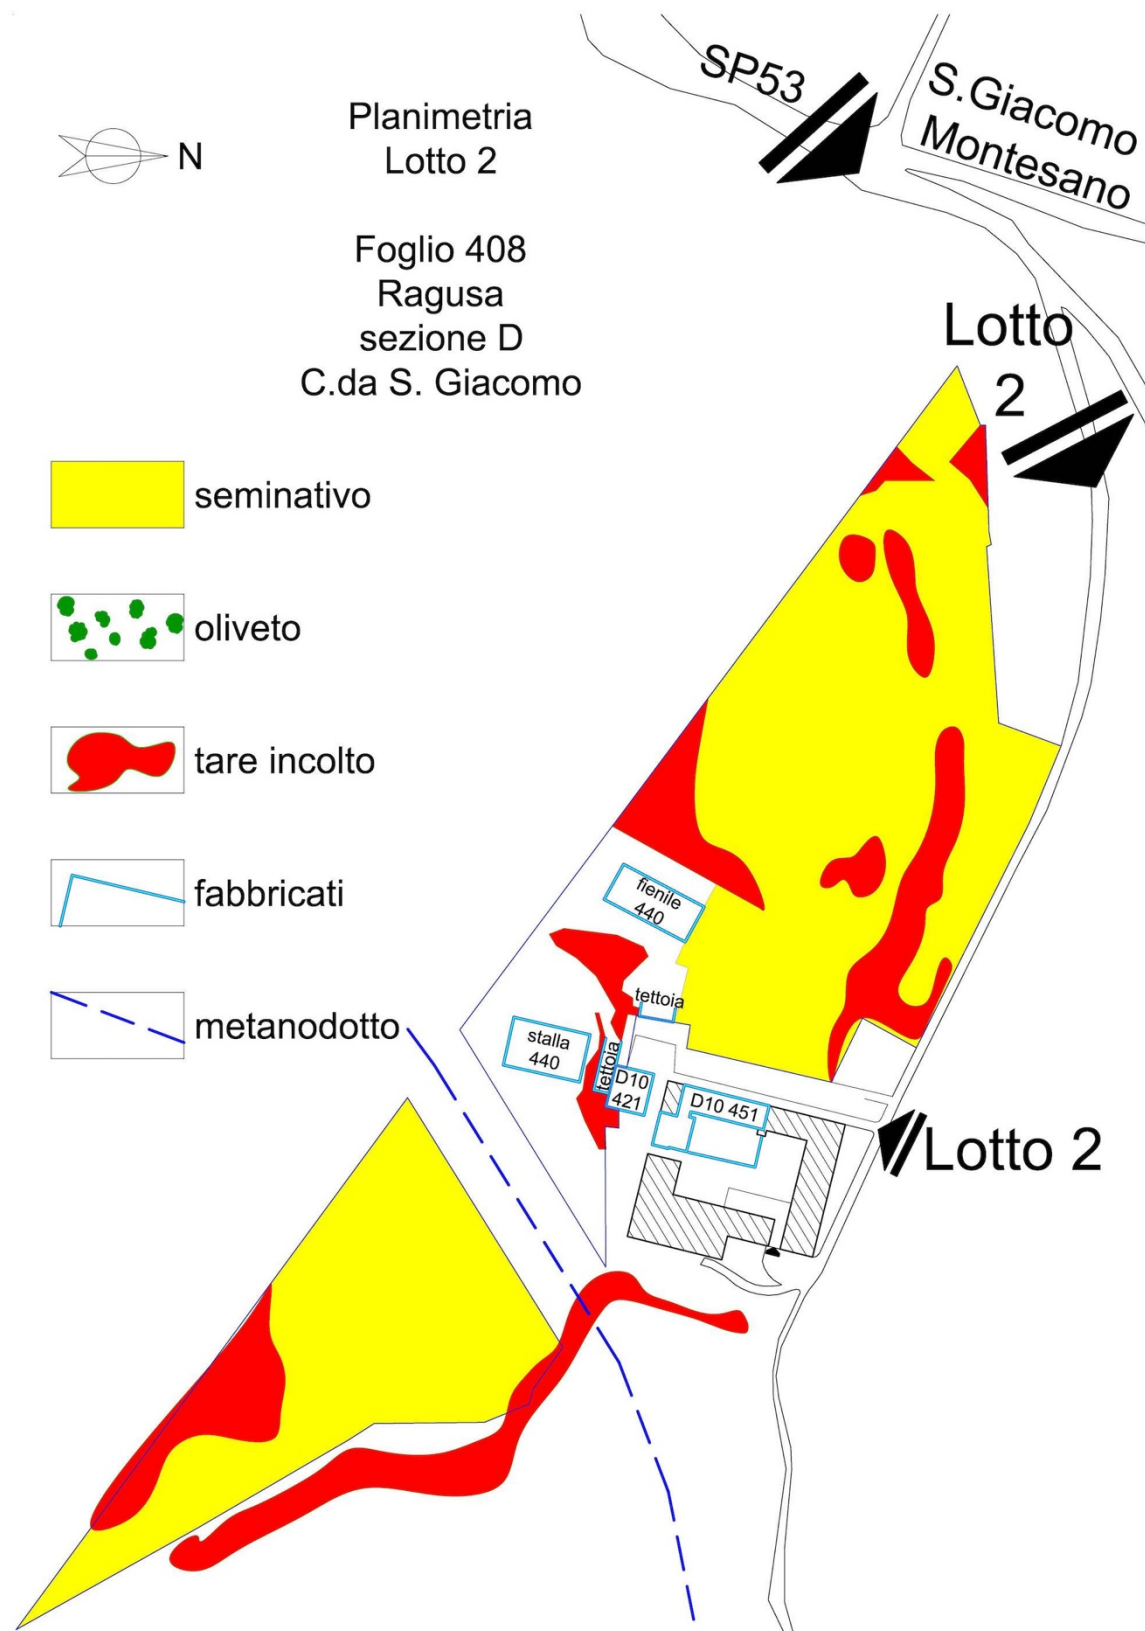 SP53
S.Giacomo
Montesano
N
Planimetria
Lotto 2
Foglio 408
Ragusa
sezione D
C.da S. Giacomo
Lotto
2
seminativo
oliveto
tare incolto
fabbricati
metanodotto
fienile
440
tettoia
stalla
440
tettoia
D10
421
D10 451
Lotto 2